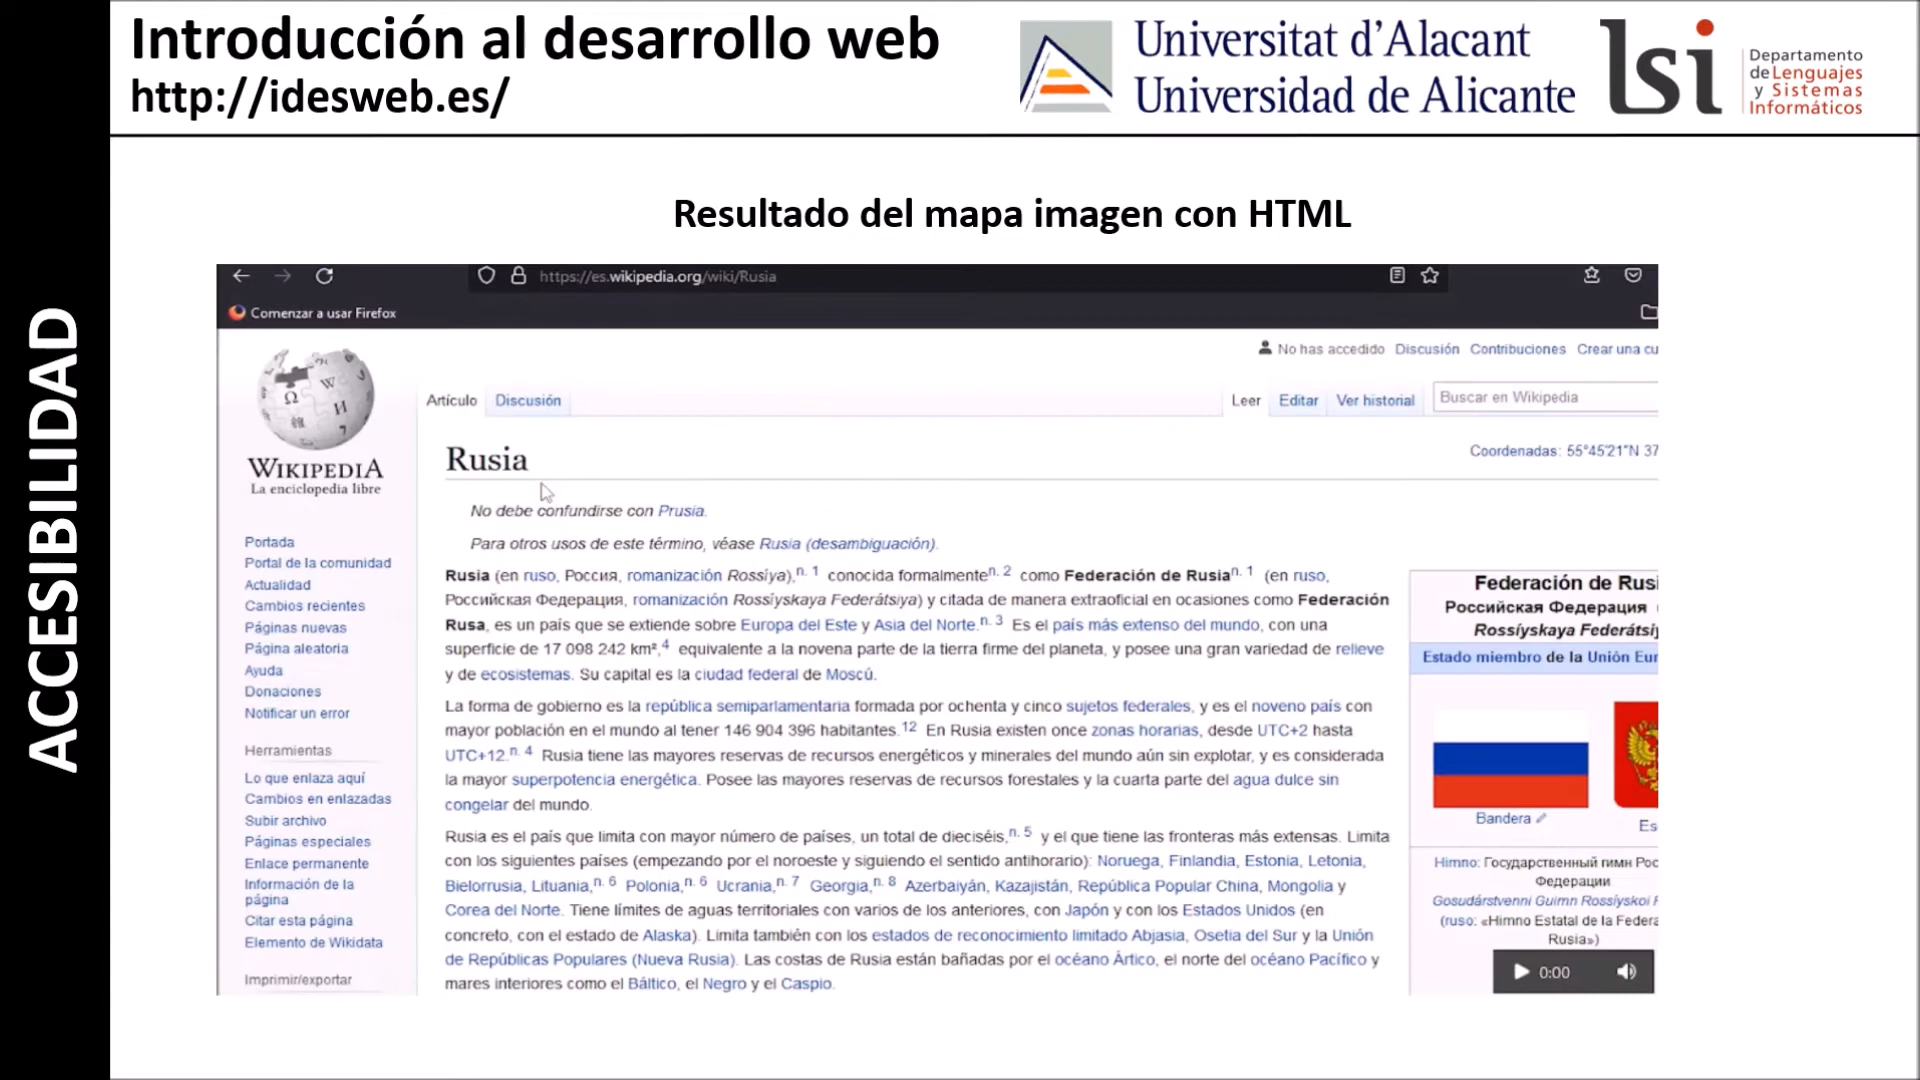 Introducción al desarrollo web
http://idesweb.es/
Universitat d'Alacant
Universidad de Alicante
lsi
Departamento
de Lenguajes
y Sistemas
Informáticos
ACCESIBILIDAD
Resultado del mapa imagen con HTML
https://es.wikipedia.org/wiki/Rusia
Comenzar a usar Firefox
No has accedido Discusión Contribuciones Crear una cu
Artículo Discusión Leer Editar Ver historial Buscar en Wikipedia
WIKIPEDIA
La enciclopedia libre
Portada
Portal de la comunidad
Actualidad
Cambios recientes
Páginas nuevas
Página aleatoria
Ayuda
Donaciones
Notificar un error
Herramientas
Lo que enlaza aquí
Cambios en enlazadas
Subir archivo
Páginas especiales
Enlace permanente
Información de la
página
Citar esta página
Elemento de Wikidata
Imprimir/exportar
Rusia
Coordenadas: 55°45′21″N 37
No debe confundirse con Prusia.
Para otros usos de este término, véase Rusia (desambiguación).
Rusia (en ruso, Россия, romanización Rossíya),n. 1 conocida formalmenten. 2 como Federación de Rusian. 1 (en ruso,
Российская Федерация, romanización Rossíyskaya Federátsiya) y citada de manera extraoficial en ocasiones como Federación
Rusa, es un país que se extiende sobre Europa del Este y Asia del Norte.n. 3 Es el país más extenso del mundo, con una
superficie de 17 098 242 km²,4 equivalente a la novena parte de la tierra firme del planeta, y posee una gran variedad de relieve
y de ecosistemas. Su capital es la ciudad federal de Moscú.
La forma de gobierno es la república semiparlamentaria formada por ochenta y cinco sujetos federales, y es el noveno país con
mayor población en el mundo al tener 146 904 396 habitantes.12 En Rusia existen once zonas horarias, desde UTC+2 hasta
UTC+12.n. 4 Rusia tiene las mayores reservas de recursos energéticos y minerales del mundo aún sin explotar, y es considerada
la mayor superpotencia energética. Posee las mayores reservas de recursos forestales y la cuarta parte del agua dulce sin
congelar del mundo.
Rusia es el país que limita con mayor número de países, un total de dieciséis,n. 5 y el que tiene las fronteras más extensas. Limita
con los siguientes países (empezando por el noroeste y siguiendo el sentido antihorario): Noruega, Finlandia, Estonia, Letonia,
Bielorrusia, Lituania,n. 6 Polonia,n. 6 Ucrania,n. 7 Georgia,n. 8 Azerbaiyán, Kazajistán, República Popular China, Mongolia y
Corea del Norte. Tiene límites de aguas territoriales con varios de los anteriores, con Japón y con los Estados Unidos (en
concreto, con el estado de Alaska). Limita también con los estados de reconocimiento limitado Abjasia, Osetia del Sur y la Unión
de Repúblicas Populares (Nueva Rusia). Las costas de Rusia están bañadas por el océano Ártico, el norte del océano Pacífico y
mares interiores como el Báltico, el Negro y el Caspio.
Federación de Rusi
Российская Федерация
Rossíyskaya Federátsiy
Estado miembro de la Unión Eur
Bandera
Es
Himno: Государственный гимн Рос
Федерации
Gosudárstvenni Guimn Rossíyskoi F
(ruso: «Himno Estatal de la Federa
Rusia»)
0:00